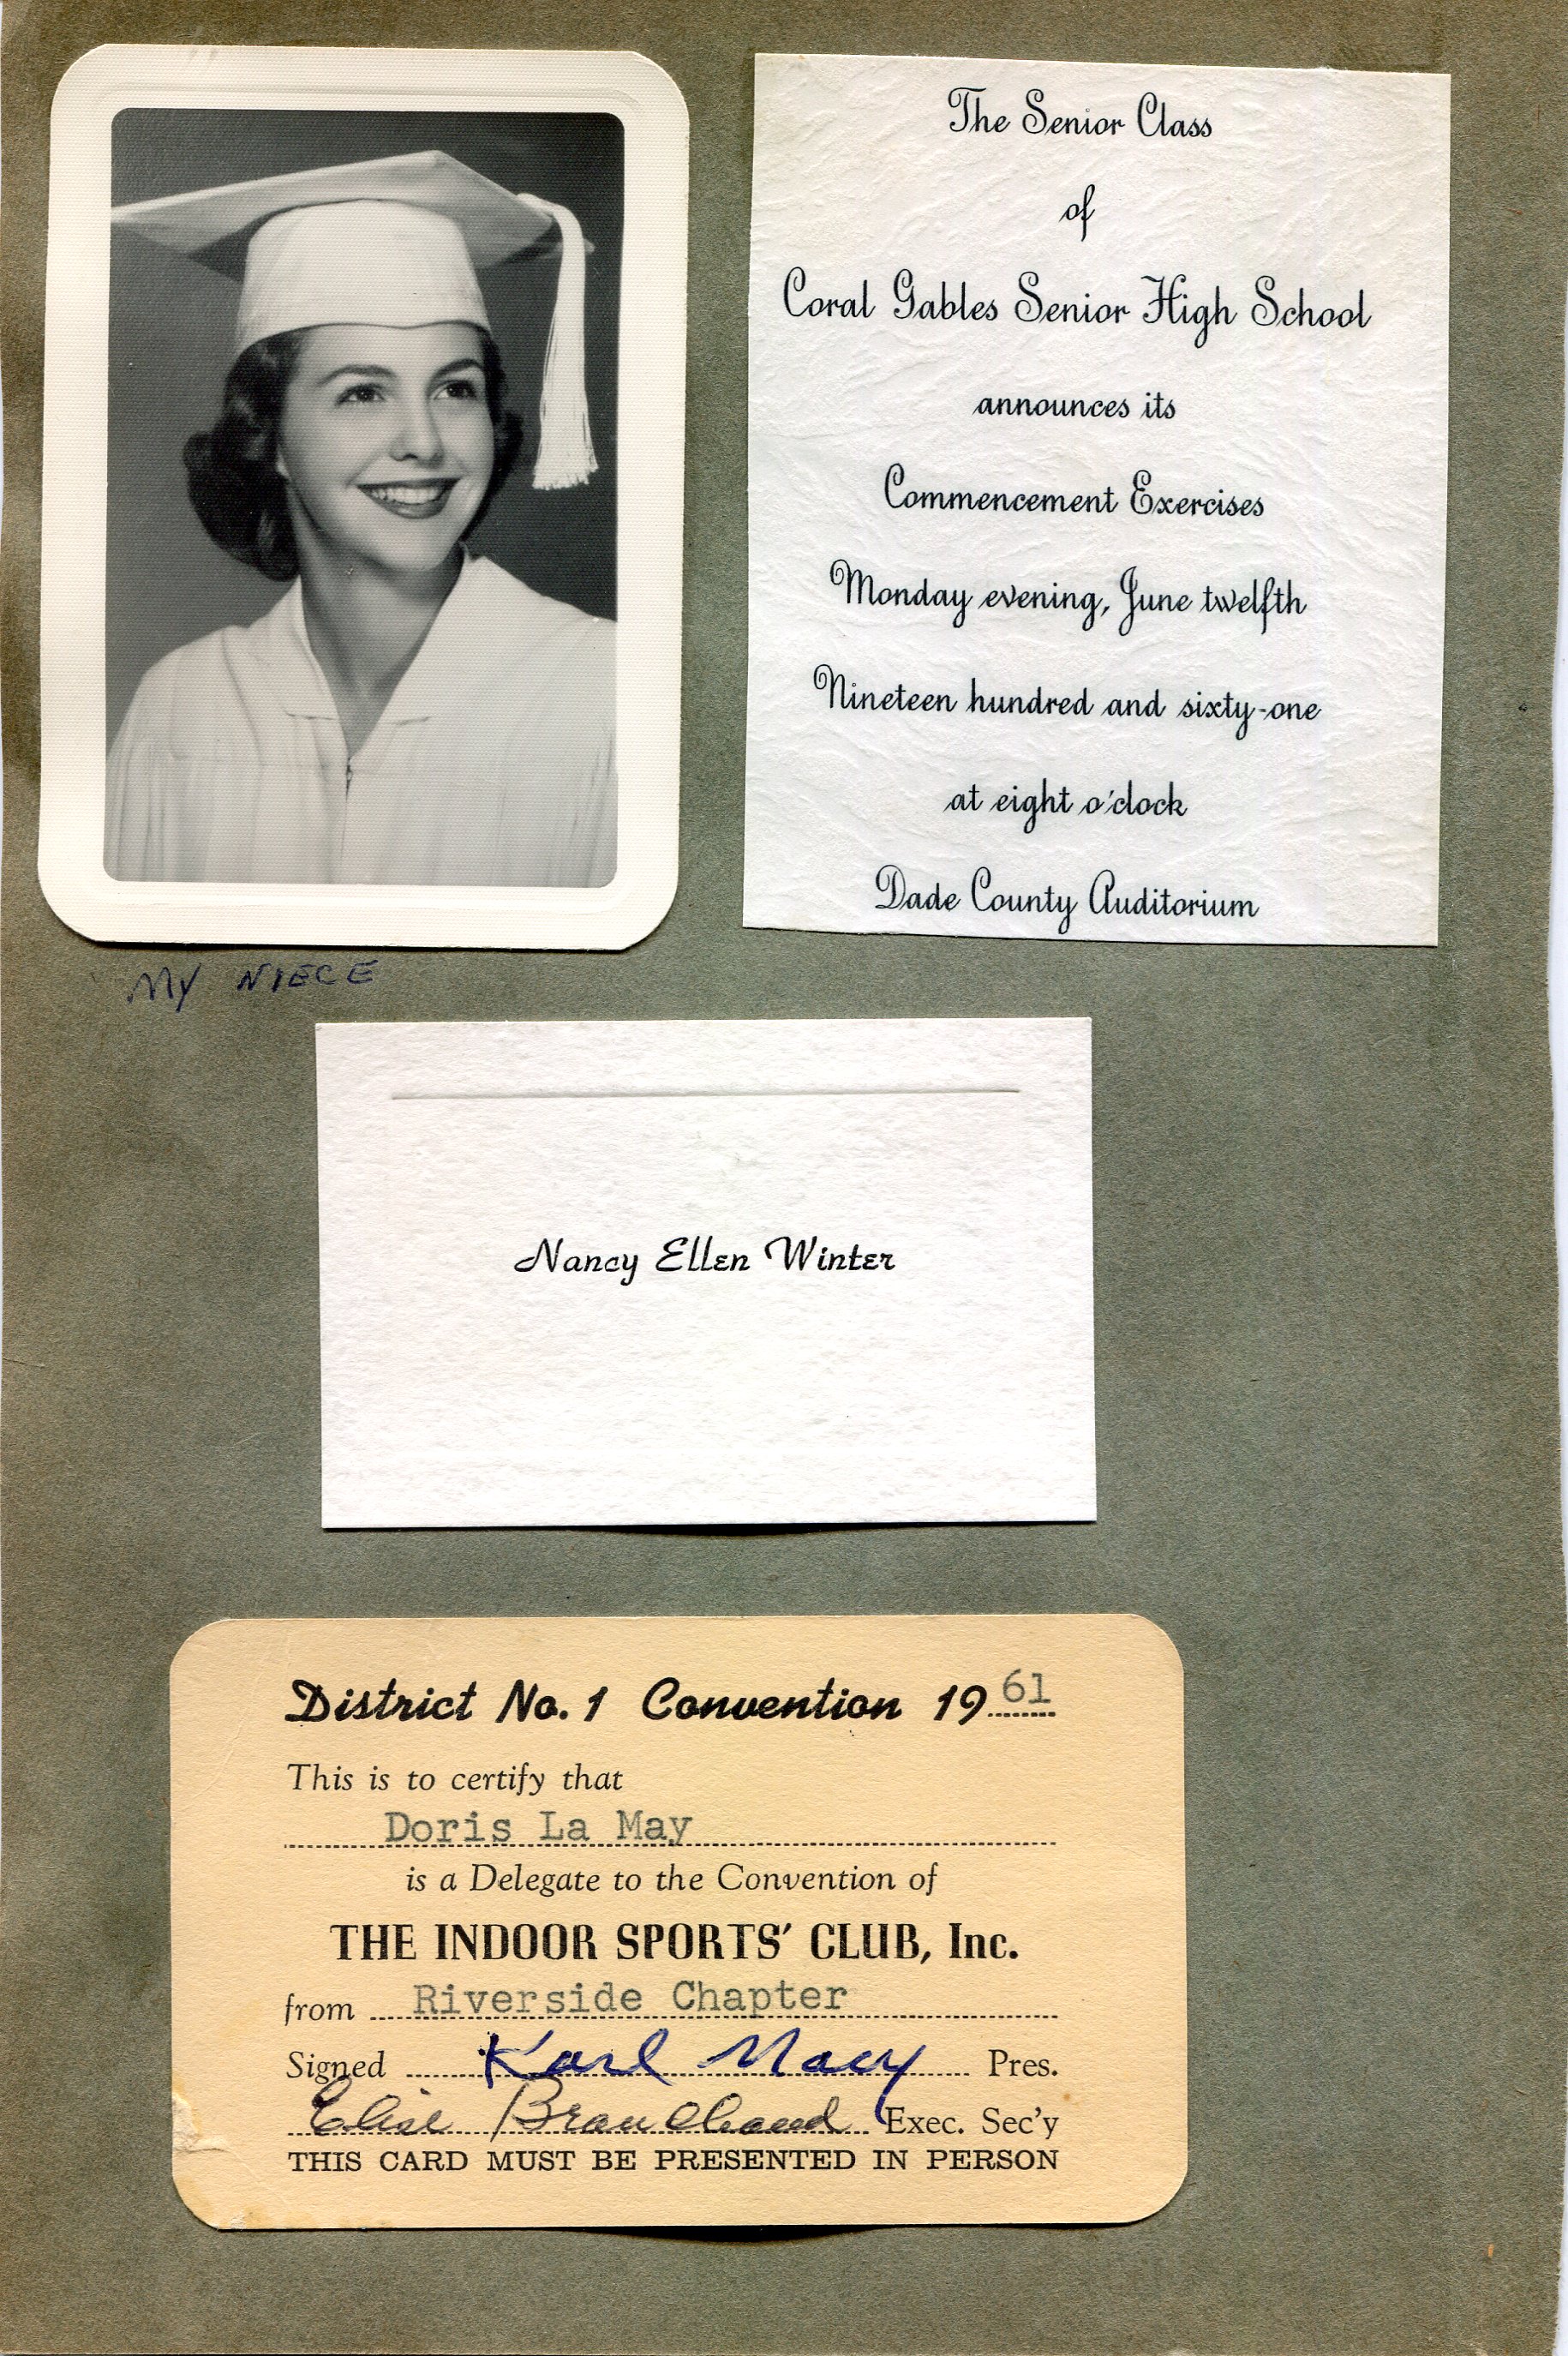 The Senior Class
of
Coral Gables Senior High School
announces its
Commencement Exercises
Monday evening, June twelfth
Nineteen hundred and sixty-one
at eight o'clock
Dade County Auditorium
MY NIECE
Nancy Ellen Winter
District No. 1 Convention 19 61
This is to certify that
Doris La May
is a Delegate to the Convention of
THE INDOOR SPORTS' CLUB, Inc.
from Riverside Chapter
Signed Karl Macy Pres.
Exec. Sec'y
THIS CARD MUST BE PRESENTED IN PERSON